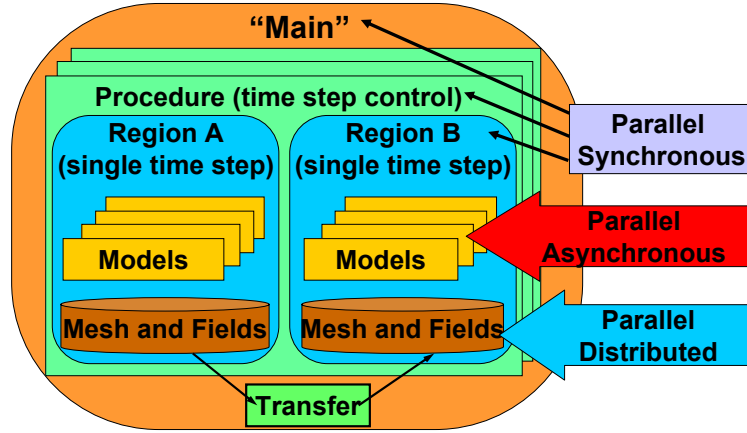 “Main”
Procedure (time step control)
Region A
(single time step)
Region B
(single time step)
Parallel
Synchronous
Models
Models
Parallel
Asynchronous
Mesh and Fields
Mesh and Fields
Parallel
Distributed
Transfer